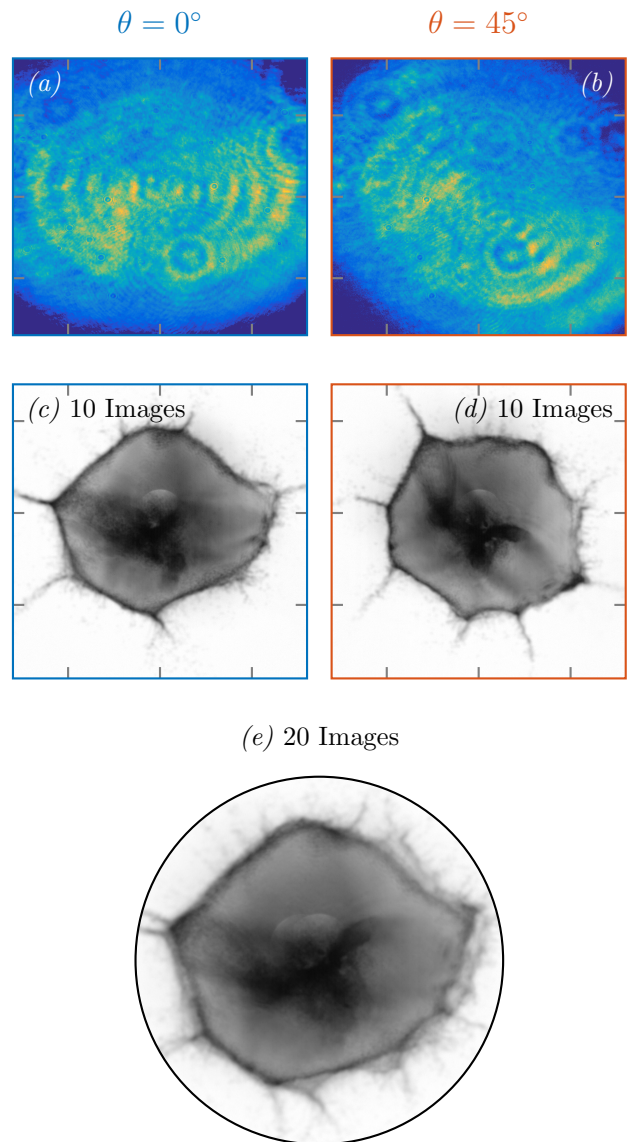 θ = 0°
θ = 45°
(a)
(b)
(c) 10 Images
(d) 10 Images
(e) 20 Images